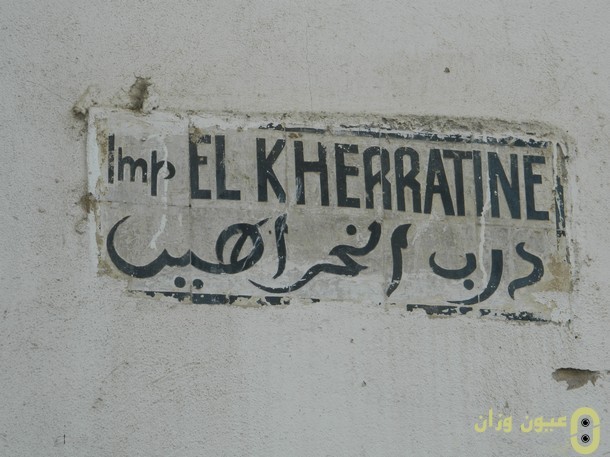 Imp EL KHERRATINE
درب الخراطين
عيون وزان